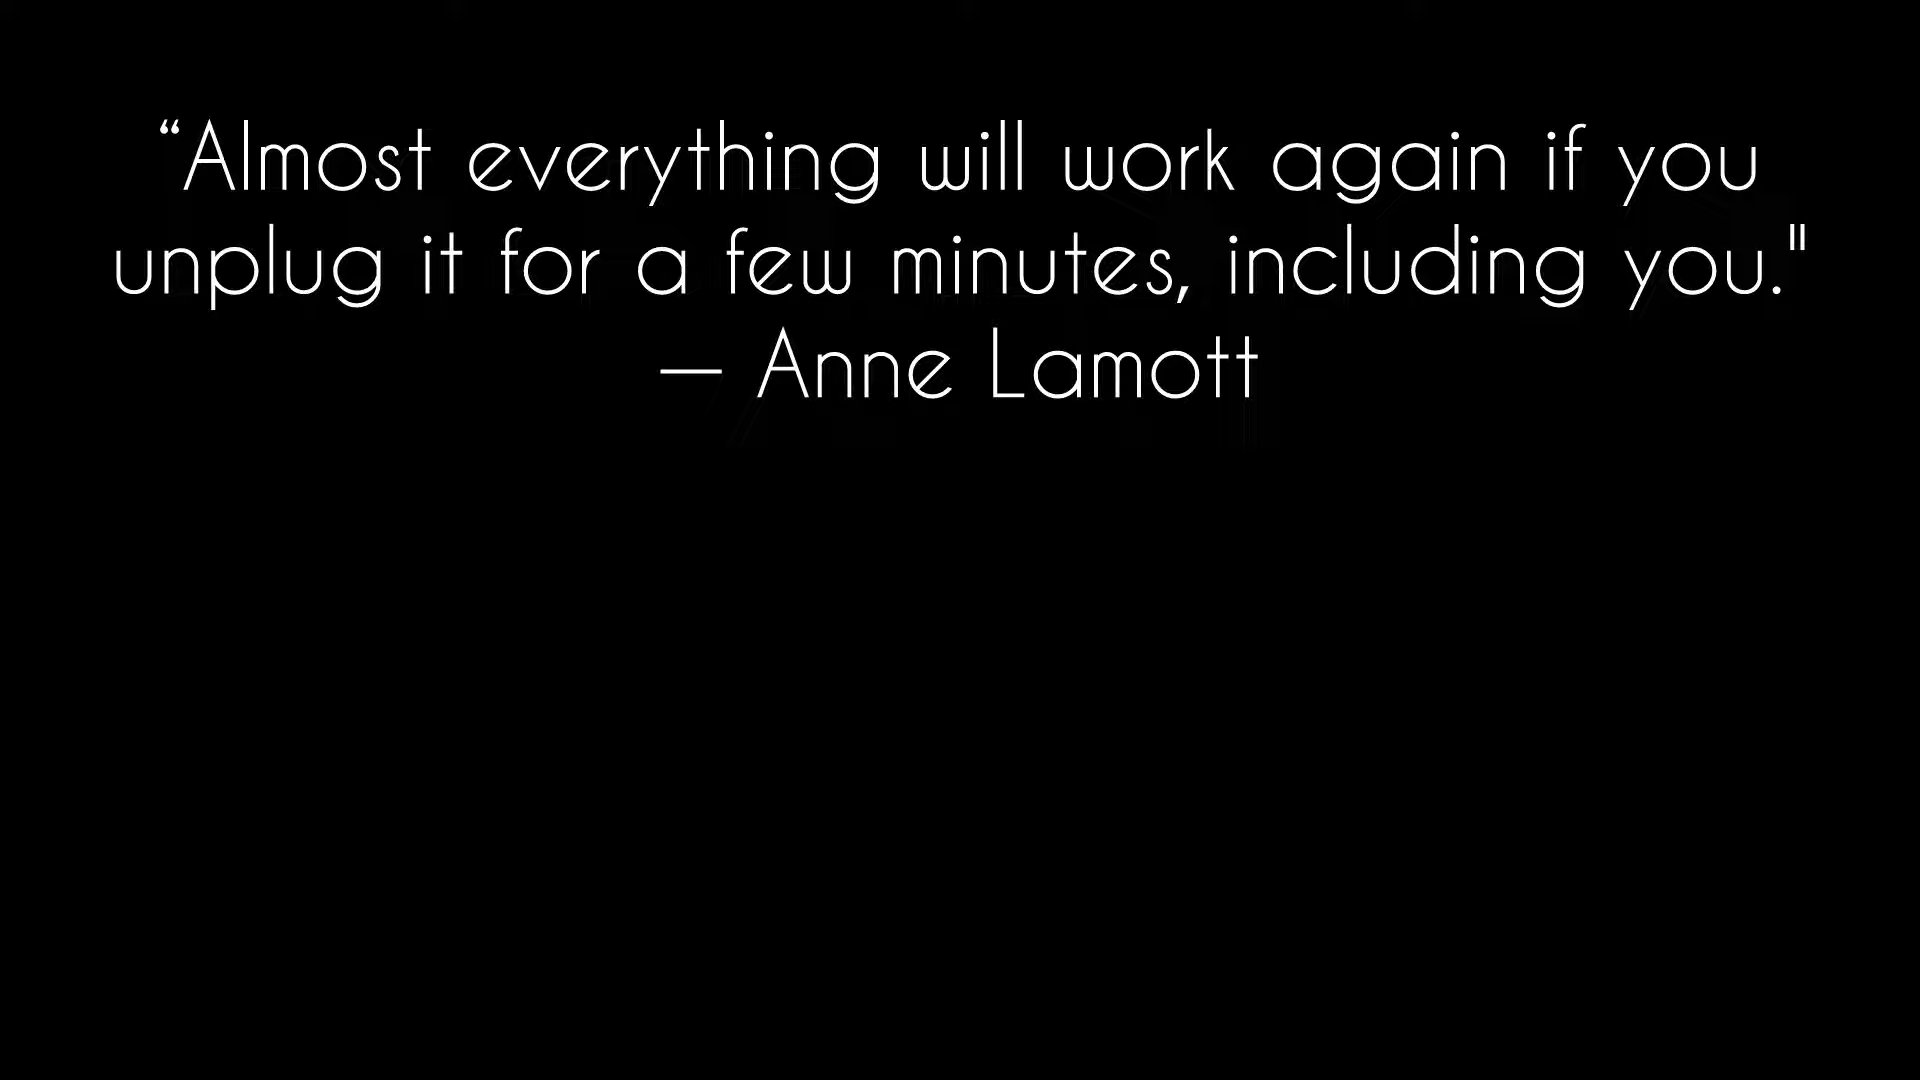 “Almost everything will work again if you
unplug it for a few minutes, including you."
— Anne Lamott